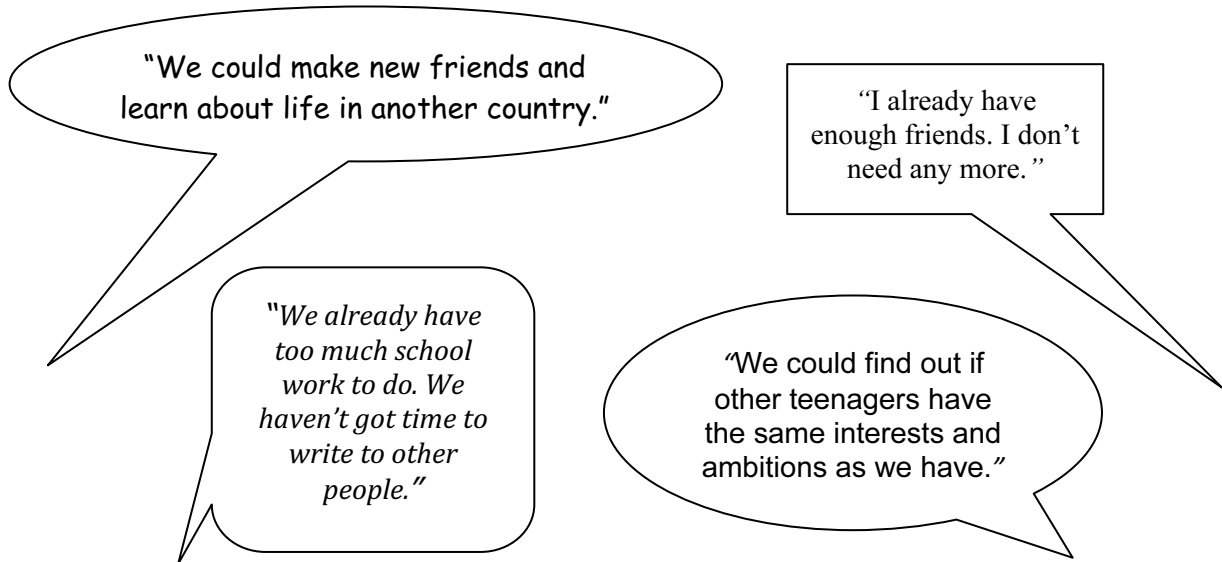 “We could make new friends and
learn about life in another country.”
“I already have
enough friends. I don’t
need any more.”
“We already have
too much school
work to do. We
haven’t got time to
write to other
people.”
“We could find out if
other teenagers have
the same interests and
ambitions as we have.”